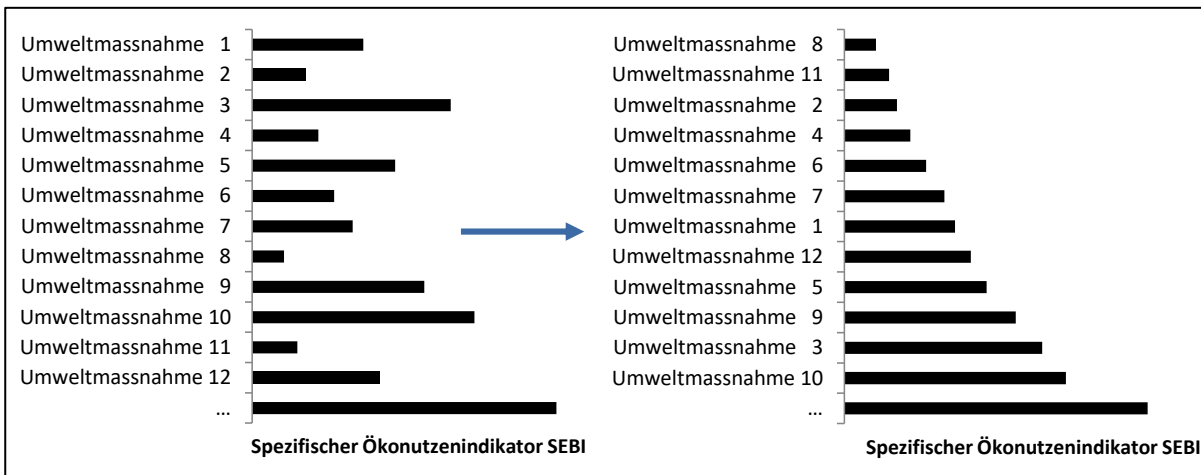 Umweltmassnahme 1
Umweltmassnahme 2
Umweltmassnahme 3
Umweltmassnahme 4
Umweltmassnahme 5
Umweltmassnahme 6
Umweltmassnahme 7
Umweltmassnahme 8
Umweltmassnahme 9
Umweltmassnahme 10
Umweltmassnahme 11
Umweltmassnahme 12
...
Spezifischer Ökonutzenindikator SEBI
Umweltmassnahme 8
Umweltmassnahme 11
Umweltmassnahme 2
Umweltmassnahme 4
Umweltmassnahme 6
Umweltmassnahme 7
Umweltmassnahme 1
Umweltmassnahme 12
Umweltmassnahme 5
Umweltmassnahme 9
Umweltmassnahme 3
Umweltmassnahme 10
...
Spezifischer Ökonutzenindikator SEBI